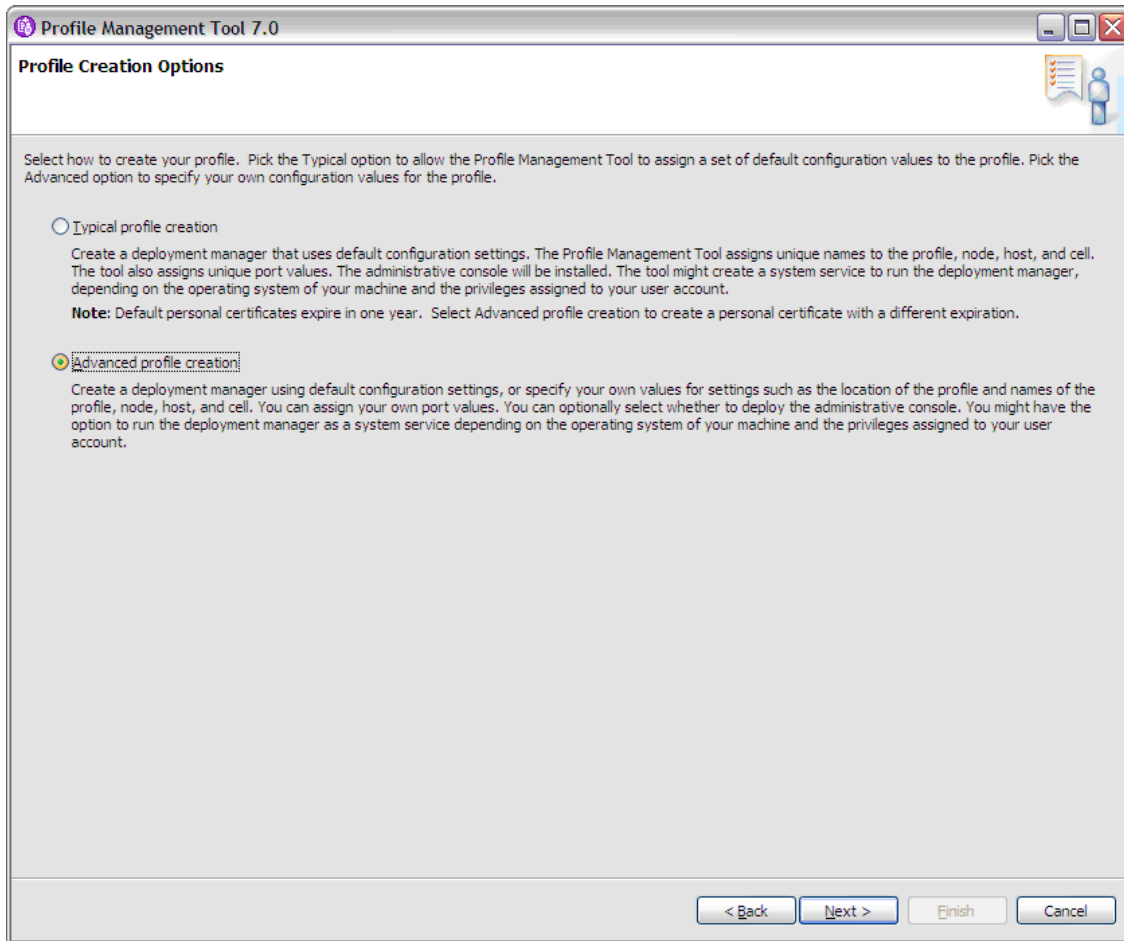 Profile Management Tool 7.0
Profile Creation Options
Select how to create your profile. Pick the Typical option to allow the Profile Management Tool to assign a set of default configuration values to the profile. Pick the
Advanced option to specify your own configuration values for the profile.
Typical profile creation
Create a deployment manager that uses default configuration settings. The Profile Management Tool assigns unique names to the profile, node, host, and cell.
The tool also assigns unique port values. The administrative console will be installed. The tool might create a system service to run the deployment manager,
depending on the operating system of your machine and the privileges assigned to your user account.
Note: Default personal certificates expire in one year. Select Advanced profile creation to create a personal certificate with a different expiration.
Advanced profile creation
Create a deployment manager using default configuration settings, or specify your own values for settings such as the location of the profile and names of the
profile, node, host, and cell. You can assign your own port values. You can optionally select whether to deploy the administrative console. You might have the
option to run the deployment manager as a system service depending on the operating system of your machine and the privileges assigned to your user
account.
< Back Next > Finish Cancel